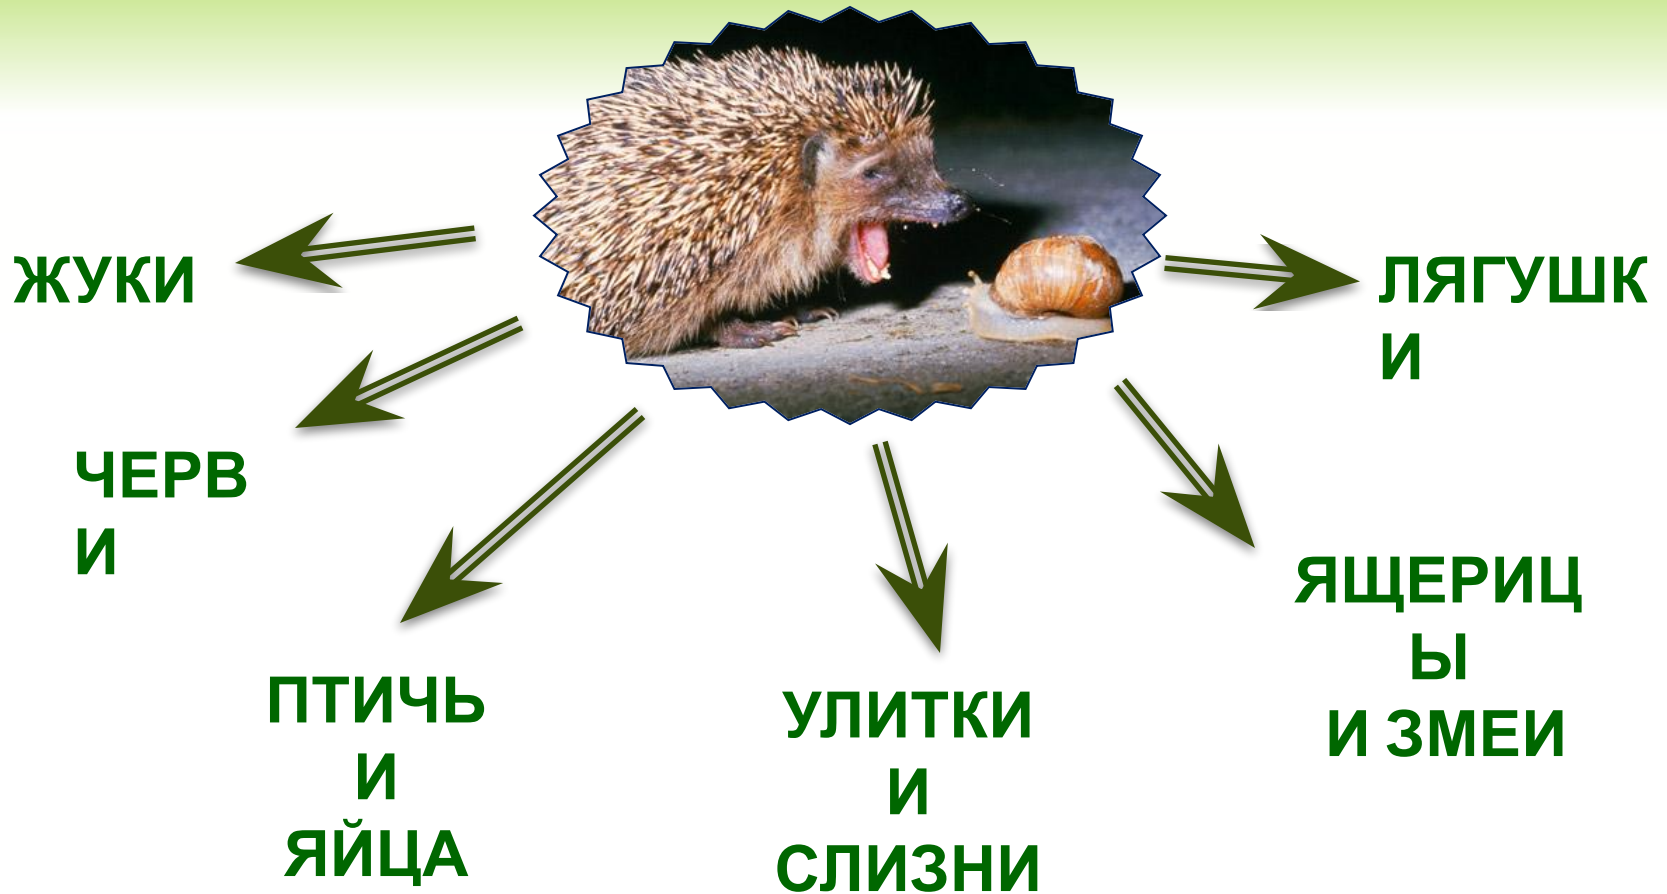 ЖУКИ
ЛЯГУШК
И
ЧЕРВ
И
ПТИЧЬ
И
ЯЙЦА
УЛИТКИ
И
СЛИЗНИ
ЯЩЕРИЦ
Ы
И ЗМЕИ